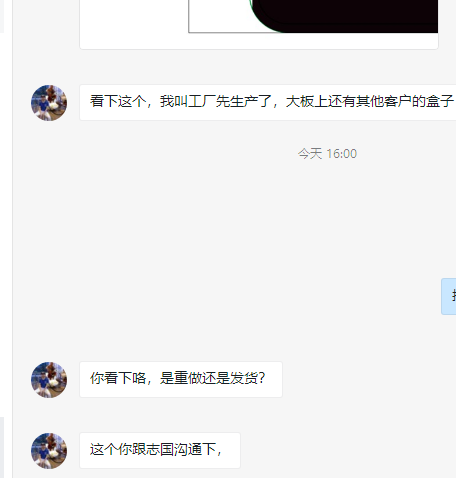 看下这个，我叫工厂先生产了，大板上还有其他客户的盒子
今天 16:00
你看下咯，是重做还是发货？
这个你跟志国沟通下，